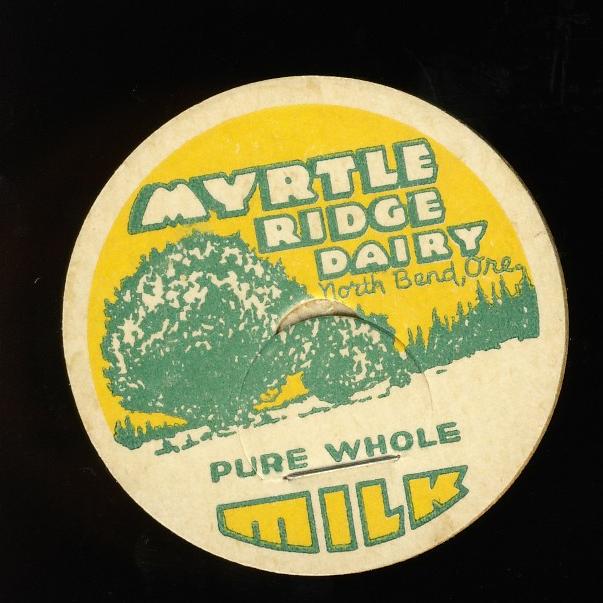 MYRTLE
RIDGE
DAIRY
North Bend, Ore.
PURE WHOLE
MILK